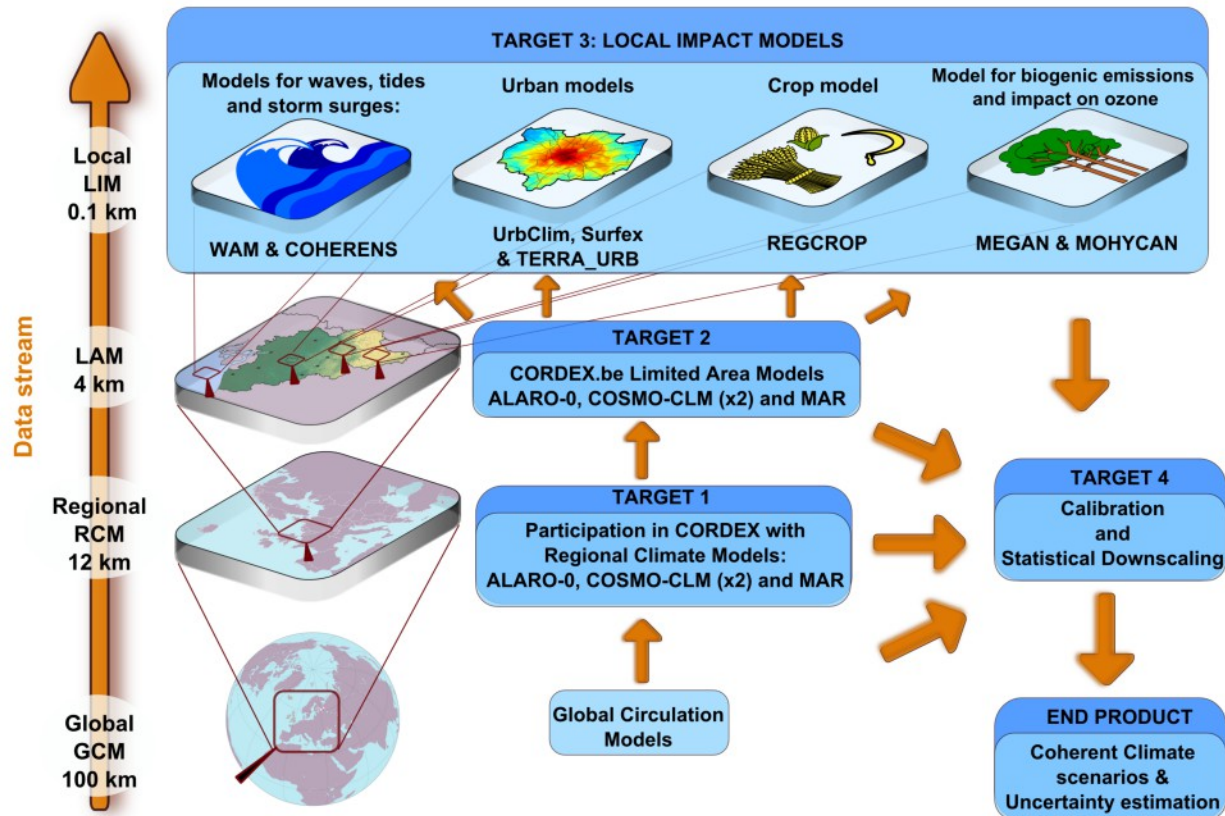 TARGET 3: LOCAL IMPACT MODELS
Models for waves, tides
and storm surges:
Urban models
Crop model
Model for biogenic emissions
and impact on ozone
WAM & COHERENS
UrbClim, Surfex
& TERRA_URB
REGCROP
MEGAN & MOHYCAN
Data stream
Local
LIM
0.1 km
LAM
4 km
Regional
RCM
12 km
Global
GCM
100 km
TARGET 2
CORDEX.be Limited Area Models
ALARO-0, COSMO-CLM (x2) and MAR
TARGET 1
Participation in CORDEX with
Regional Climate Models:
ALARO-0, COSMO-CLM (x2) and MAR
Global Circulation
Models
TARGET 4
Calibration
and
Statistical Downscaling
END PRODUCT
Coherent Climate
scenarios &
Uncertainty estimation